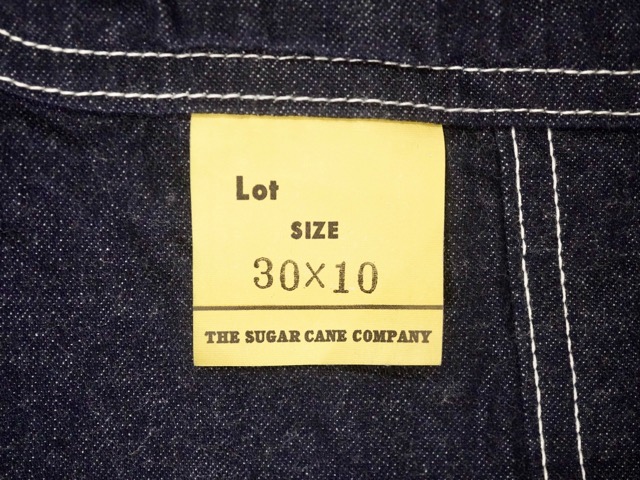 Lot
SIZE
30×10
THE SUGAR CANE COMPANY